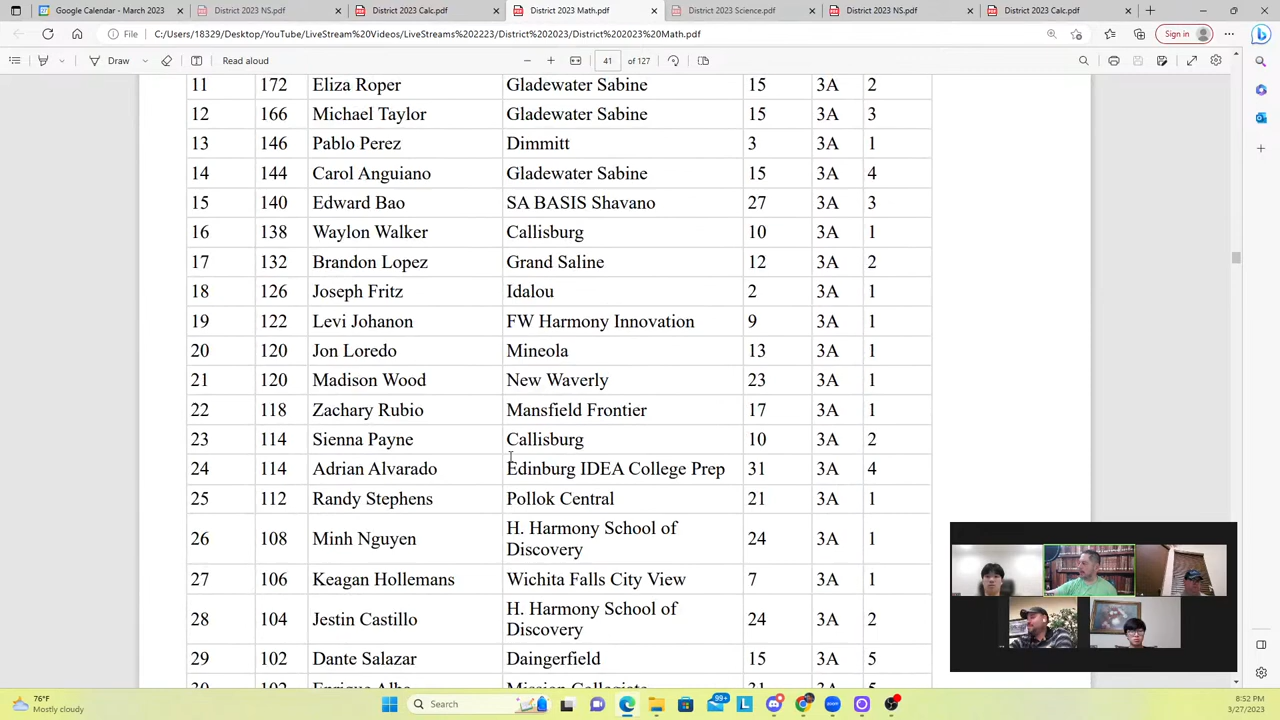 Google Calendar - March 2023
District 2023 NS.pdf
District 2023 Calc.pdf
District 2023 Math.pdf
District 2023 Science.pdf
District 2023 NS.pdf
District 2023 Calc.pdf
File
C:/Users/18329/Desktop/YouTube/LiveStream%20Videos/LiveStreams%202223/District%202023/District%202023%20Math.pdf
Sign in
Draw
Read aloud
41
of 127
11 172 Eliza Roper Gladewater Sabine 15 3A 2
12 166 Michael Taylor Gladewater Sabine 15 3A 3
13 146 Pablo Perez Dimmitt 3 3A 1
14 144 Carol Anguiano Gladewater Sabine 15 3A 4
15 140 Edward Bao SA BASIS Shavano 27 3A 3
16 138 Waylon Walker Callisburg 10 3A 1
17 132 Brandon Lopez Grand Saline 12 3A 2
18 126 Joseph Fritz Idalou 2 3A 1
19 122 Levi Johanon FW Harmony Innovation 9 3A 1
20 120 Jon Loredo Mineola 13 3A 1
21 120 Madison Wood New Waverly 23 3A 1
22 118 Zachary Rubio Mansfield Frontier 17 3A 1
23 114 Sienna Payne Callisburg 10 3A 2
24 114 Adrian Alvarado Edinburg IDEA College Prep 31 3A 4
25 112 Randy Stephens Pollok Central 21 3A 1
26 108 Minh Nguyen H. Harmony School of
Discovery 24 3A 1
27 106 Keagan Hollemans Wichita Falls City View 7 3A 1
28 104 Jestin Castillo H. Harmony School of
Discovery 24 3A 2
29 102 Dante Salazar Daingerfield 15 3A 5
76°F
Mostly cloudy
Search
99+
8:52 PM
3/27/2023